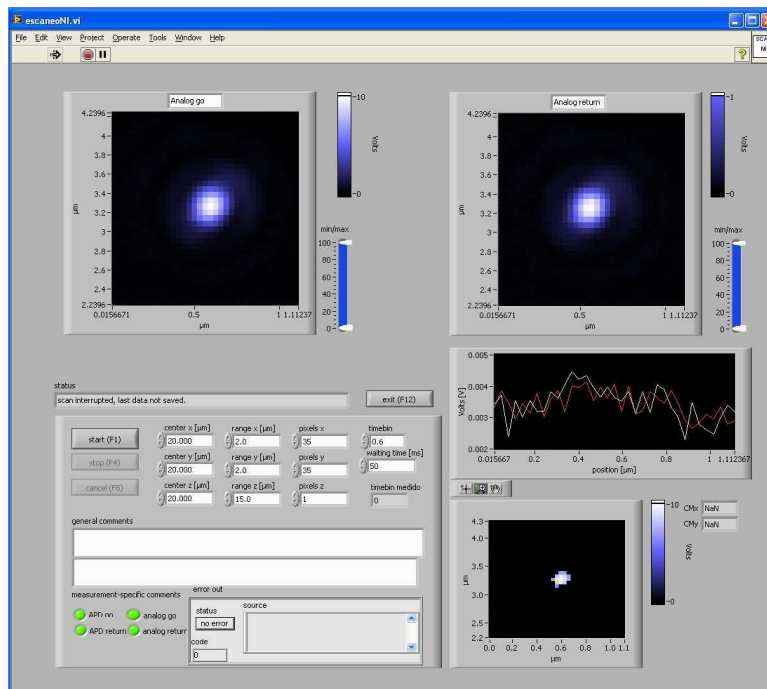 escaneoNI.vi
File Edit View Project Operate Tools Window Help
?
NI
Analog go
4.2396
4
3.8
3.6
3.4
3.2
3
2.8
2.6
2.4
2.2396
µm
0.0156671 0.5 1 1.11237
µm
10
0
Volts
min/max
100
80
60
40
20
0
Analog return
4.2396
4
3.8
3.6
3.4
3.2
3
2.8
2.6
2.4
2.2396
µm
0.0156671 0.5 1 1.11237
µm
1
0
Volts
min/max
100
80
60
40
20
0
status
scan interrupted, last data not saved.
exit (F12)
0.005
0.004
0.003
0.002
Volts [V]
0.015667 0.2 0.4 0.6 0.8 1 1.112367
position [µm]
start (F1)
stop (F4)
cancel (F8)
center x [µm] range x [µm] pixels x timebin
20.000 2.0 35 0.6
center y [µm] range y [µm] pixels y waiting time [ms]
20.000 2.0 35 50
center z [µm] range z [µm] pixels z timebin medido
20.000 15.0 1 0
general comments
measurement-specific comments
APD go analog go
APD return analog return
error out
status source
no error
code
0
4.3
4.0
3.5
3.0
2.5
2.2
µm
0.0 0.2 0.4 0.6 0.8 1.0 1.1
µm
10
0
Volts
CMx NaN
CMy NaN